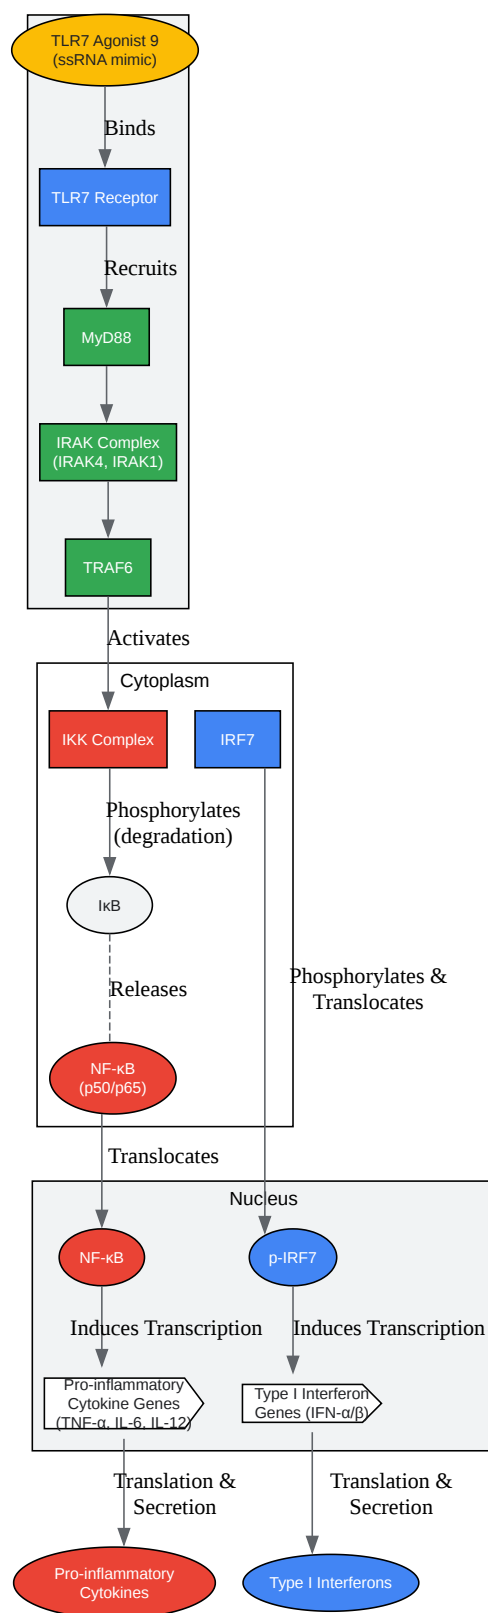 TLR7 Agonist 9
(ssRNA mimic)
Binds
TLR7 Receptor
Recruits
MyD88
IRAK Complex
(IRAK4, IRAK1)
TRAF6
Activates
Cytoplasm
IKK Complex
IRF7
Phosphorylates
(degradation)
IκB
Releases
Phosphorylates &
Translocates
NF-κB
(p50/p65)
Translocates
Nucleus
NF-κB
p-IRF7
Induces Transcription
Induces Transcription
Pro-inflammatory
Cytokine Genes
(TNF-α, IL-6, IL-12)
Type I Interferon
Genes (IFN-α/β)
Translation &
Secretion
Translation &
Secretion
Pro-inflammatory
Cytokines
Type I Interferons